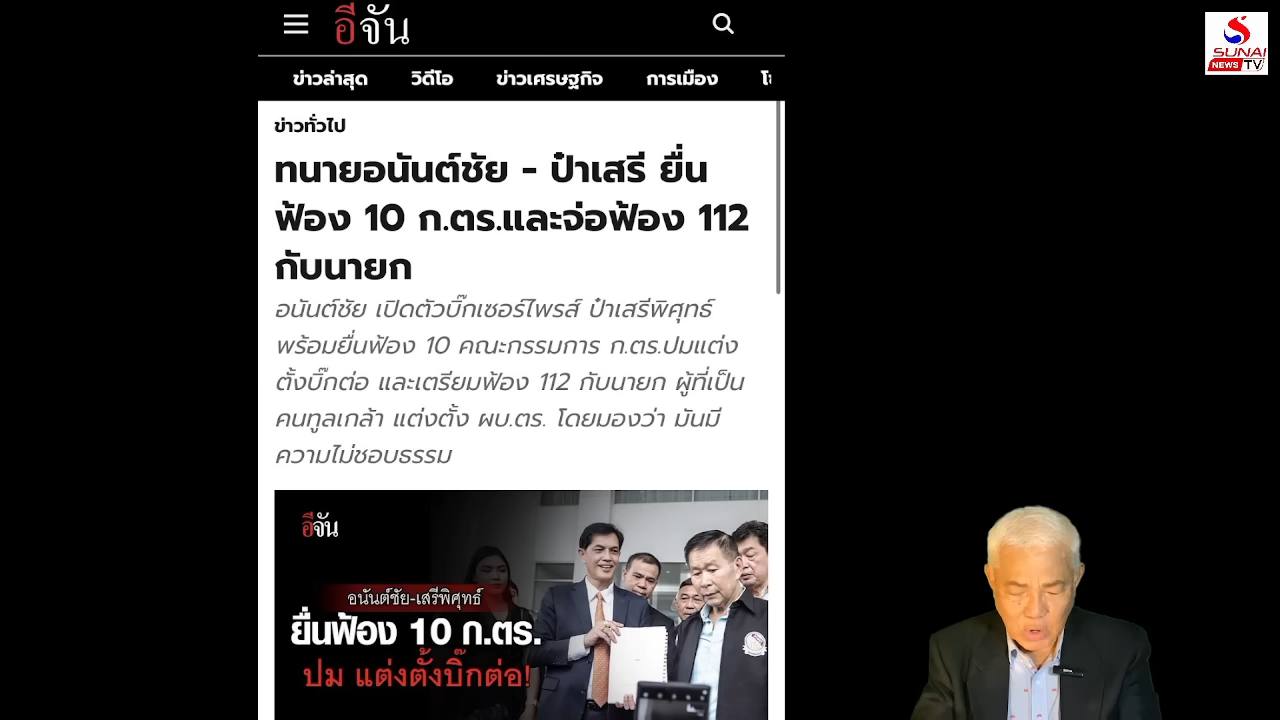 อีจัน
SUNAI
NEWS TV
ข่าวล่าสุด วิดีโอ ข่าวเศรษฐกิจ การเมือง
ข่าวทั่วไป
ทนายอนันต์ชัย - ป๋าเสรี ยื่น
ฟ้อง 10 ก.ตร.และจ่อฟ้อง 112
กับนายก
อนันต์ชัย เปิดตัวบิ๊กเซอร์ไพรส์ ป๋าเสรีพิศุทธ์
พร้อมยื่นฟ้อง 10 คณะกรรมการ ก.ตร.ปมแต่ง
ตั้งบิ๊กต่อ และเตรียมฟ้อง 112 กับนายก ผู้ที่เป็น
คนทูลเกล้า แต่งตั้ง ผบ.ตร. โดยมองว่า มันมี
ความไม่ชอบธรรม
อีจัน
อนันต์ชัย-เสรีพิศุทธ์
ยื่นฟ้อง 10 ก.ตร.
ปม แต่งตั้งบิ๊กต่อ!